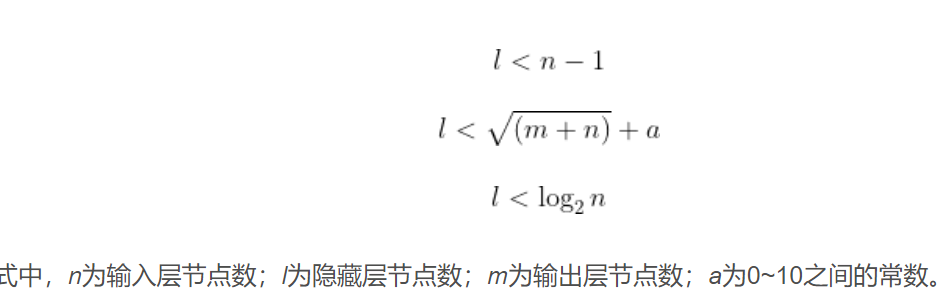 l < n − 1
l < √(m + n) + a
l < log₂ n
式中，n为输入层节点数；l为隐藏层节点数；m为输出层节点数；a为0~10之间的常数。